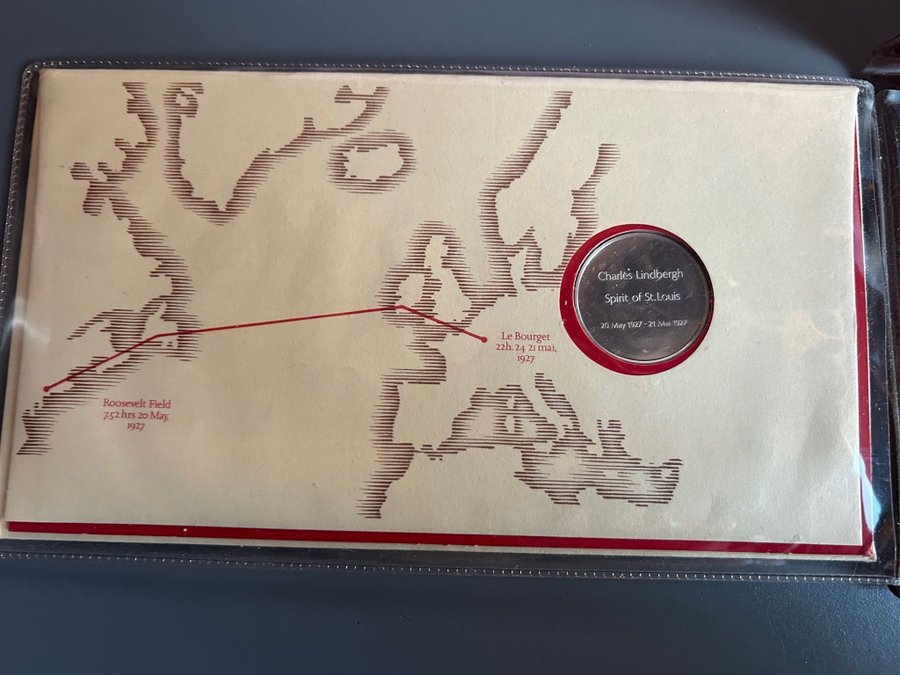 Charles Lindbergh
Spirit of St. Louis
20 May 1927 – 21 Mai 1927
Le Bourget
22h. 24 21 mai,
1927
Roosevelt Field
7.52 hrs 20 May,
1927